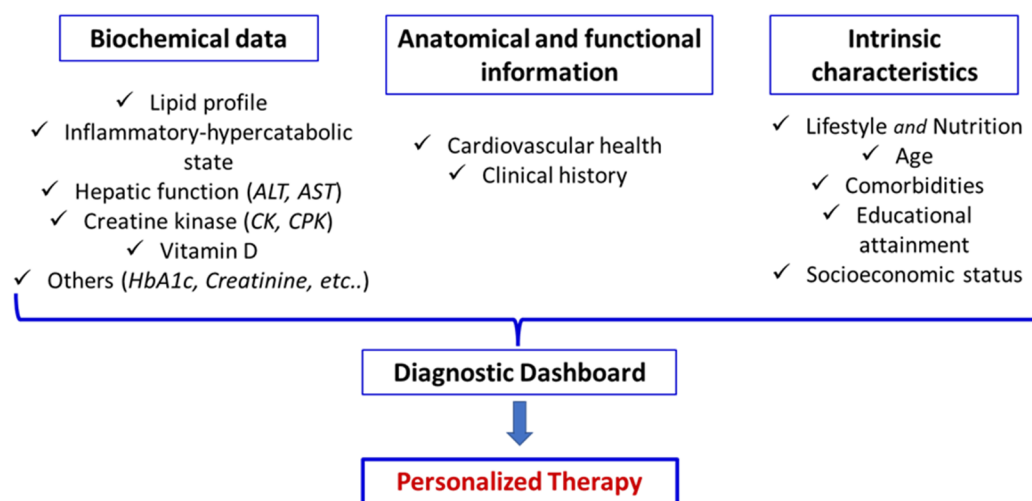 Biochemical data
✓ Lipid profile
✓ Inflammatory-hypercatabolic
state
✓ Hepatic function (ALT, AST)
✓ Creatine kinase (CK, CPK)
✓ Vitamin D
✓ Others (HbA1c, Creatinine, etc..)
Anatomical and functional
information
✓ Cardiovascular health
✓ Clinical history
Intrinsic
characteristics
✓ Lifestyle and Nutrition
✓ Age
✓ Comorbidities
✓ Educational
attainment
✓ Socioeconomic status
Diagnostic Dashboard
Personalized Therapy